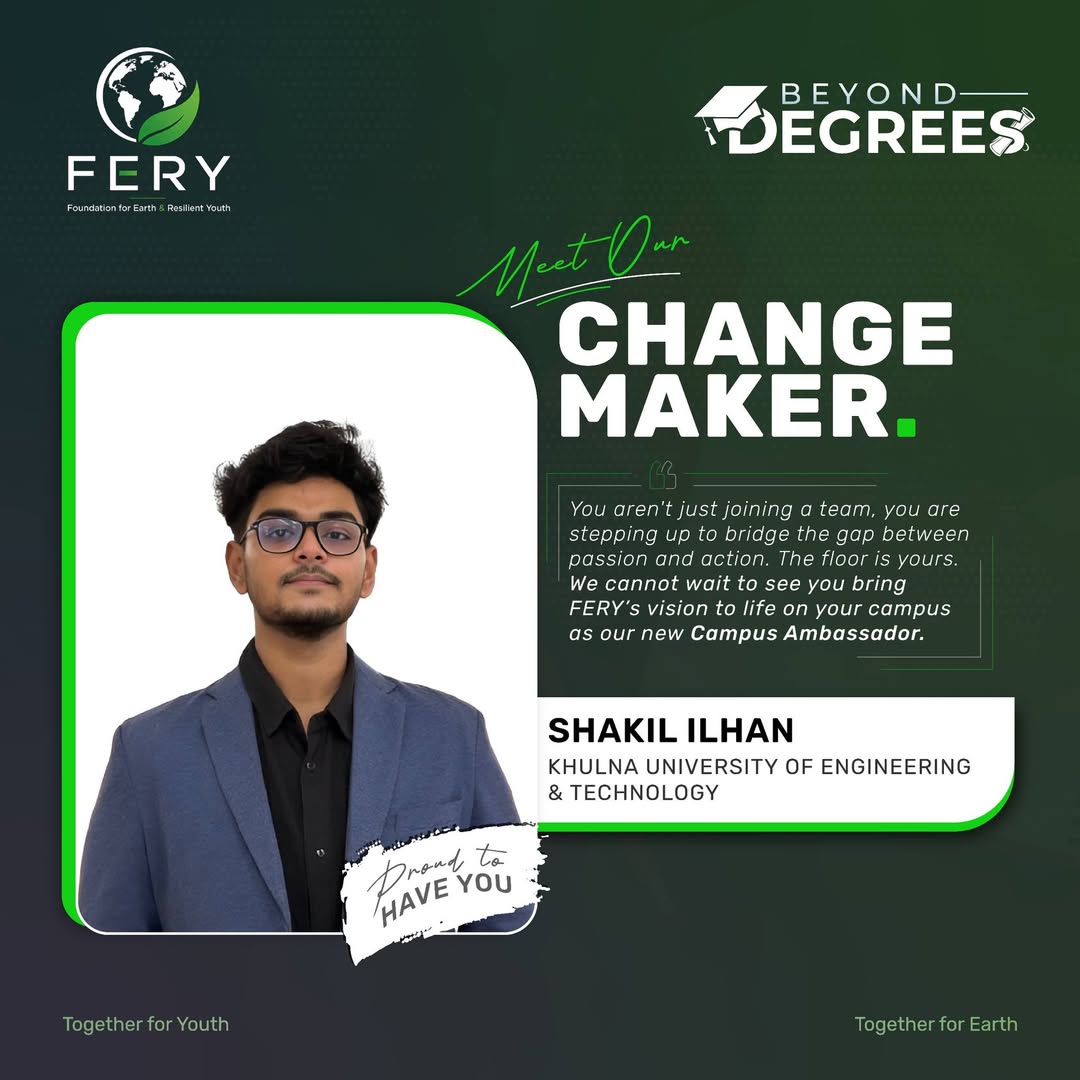 FERY
Foundation for Earth & Resilient Youth
BEYOND
DEGREES
Meet Our
CHANGE
MAKER.
You aren't just joining a team, you are
stepping up to bridge the gap between
passion and action. The floor is yours.
We cannot wait to see you bring
FERY's vision to life on your campus
as our new Campus Ambassador.
SHAKIL ILHAN
KHULNA UNIVERSITY OF ENGINEERING
& TECHNOLOGY
Proud to
HAVE YOU
Together for Youth
Together for Earth